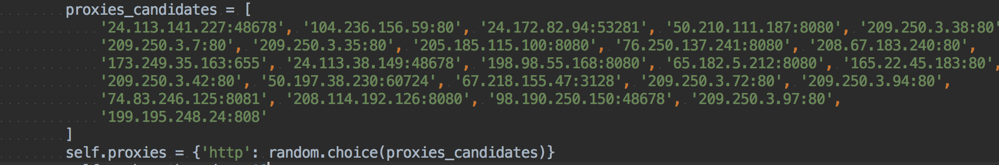 proxies_candidates = [
'24.113.141.227:48678', '104.236.156.59:80', '24.172.82.94:53281', '50.210.111.187:8080', '209.250.3.38:80'
'209.250.3.7:80', '209.250.3.35:80', '205.185.115.100:8080', '76.250.137.241:8080', '208.67.183.240:80',
'173.249.35.163:655', '24.113.38.149:48678', '198.98.55.168:8080', '65.182.5.212:8080', '165.22.45.183:80',
'209.250.3.42:80', '50.197.38.230:60724', '67.218.155.47:3128', '209.250.3.72:80', '209.250.3.94:80',
'74.83.246.125:8081', '208.114.192.126:8080', '98.190.250.150:48678', '209.250.3.97:80',
'199.195.248.24:808'
]
self.proxies = {'http': random.choice(proxies_candidates)}